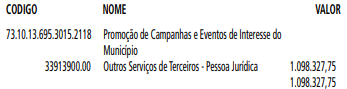 CODIGO NOME VALOR
73.10.13.695.3015.2118 Promoção de Campanhas e Eventos de Interesse do
Município
33913900.00 Outros Serviços de Terceiros - Pessoa Jurídica 1.098.327,75
1.098.327,75